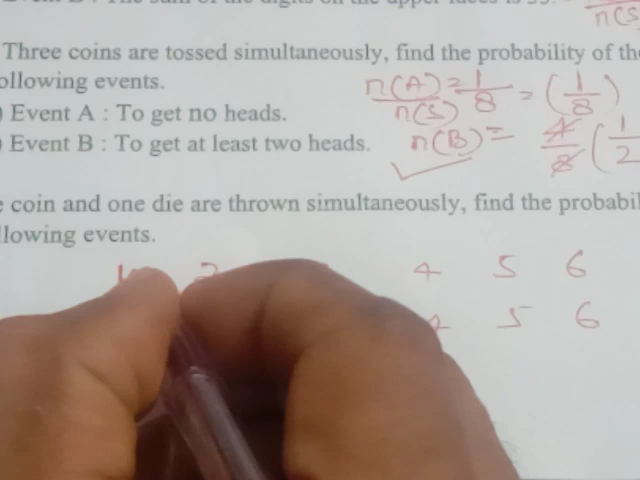 n(S)
Three coins are tossed simultaneously, find the probability of the
ollowing events.
) Event A : To get no heads.
) Event B : To get at least two heads.
n(A)/n(S) = 1/8 = (1/8)
n(B) = 4/8 (1/2
e coin and one die are thrown simultaneously, find the probabil
llowing events.
2 4 5 6
5 6